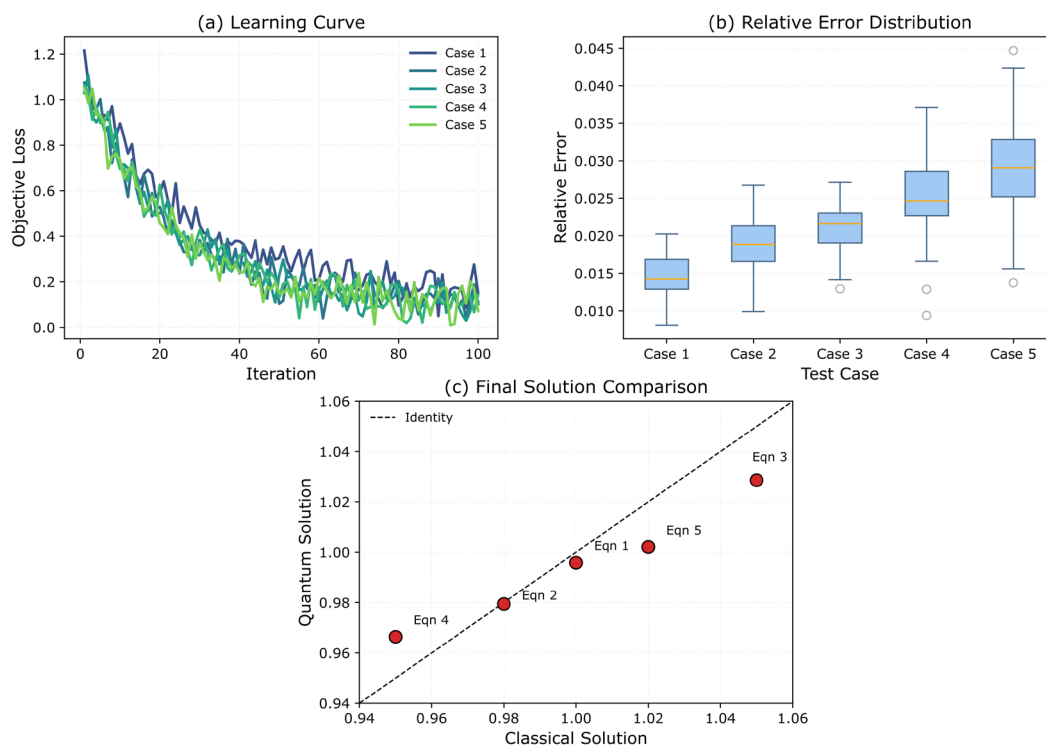 (a) Learning Curve
Objective Loss
1.2
1.0
0.8
0.6
0.4
0.2
0.0
Case 1
Case 2
Case 3
Case 4
Case 5
0 20 40 60 80 100
Iteration
(b) Relative Error Distribution
Relative Error
0.045
0.040
0.035
0.030
0.025
0.020
0.015
0.010
Case 1 Case 2 Case 3 Case 4 Case 5
Test Case
(c) Final Solution Comparison
Quantum Solution
1.06
1.04
1.02
1.00
0.98
0.96
0.94
Identity
Eqn 3
Eqn 5
Eqn 1
Eqn 2
Eqn 4
0.94 0.96 0.98 1.00 1.02 1.04 1.06
Classical Solution